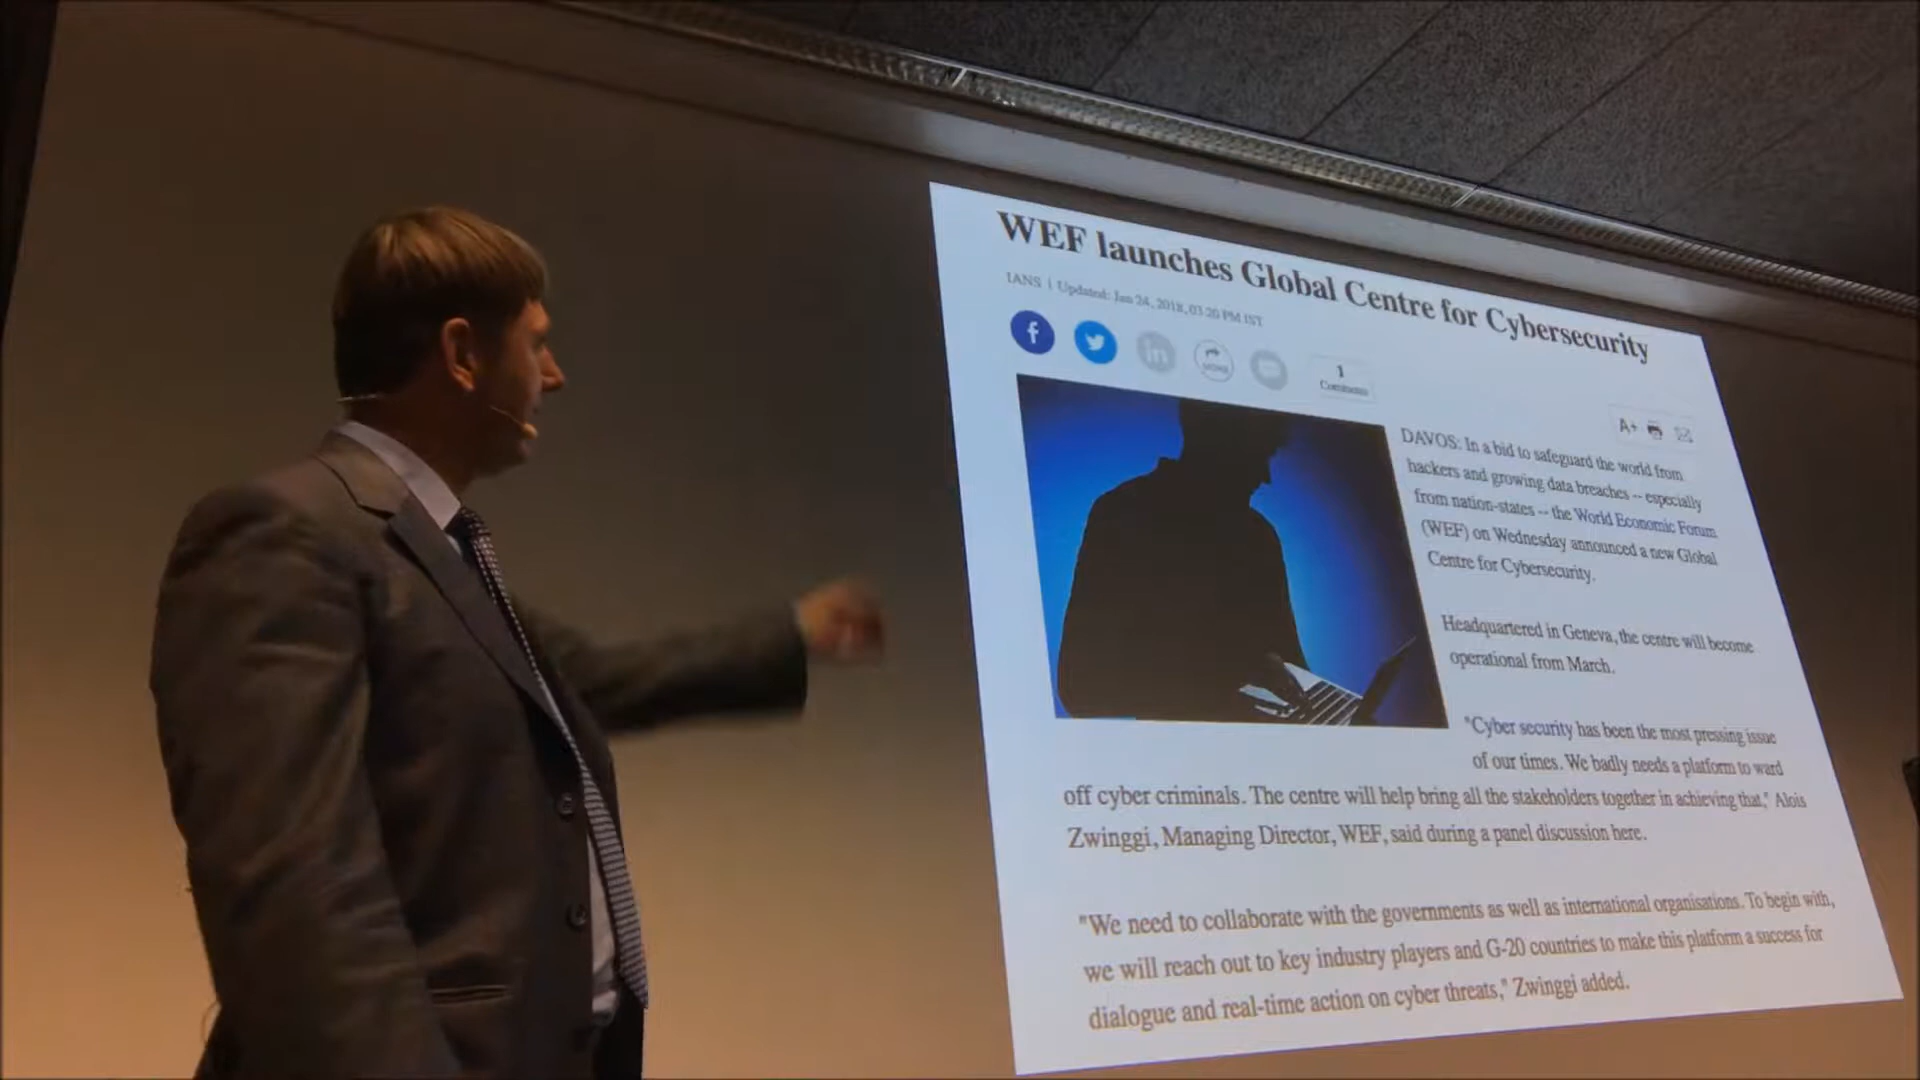 WEF launches Global Centre for Cybersecurity
IANS | Updated: Jan 24, 2018, 03:20 PM IST
f
in
MORE
1
Comments
A+
DAVOS: In a bid to safeguard the world from
hackers and growing data breaches -- especially
from nation-states -- the World Economic Forum
(WEF) on Wednesday announced a new Global
Centre for Cybersecurity.
Headquartered in Geneva, the centre will become
operational from March.
"Cyber security has been the most pressing issue
of our times. We badly needs a platform to ward
off cyber criminals. The centre will help bring all the stakeholders together in achieving that," Alois
Zwinggi, Managing Director, WEF, said during a panel discussion here.
"We need to collaborate with the governments as well as international organisations. To begin with,
we will reach out to key industry players and G-20 countries to make this platform a success for
dialogue and real-time action on cyber threats," Zwinggi added.